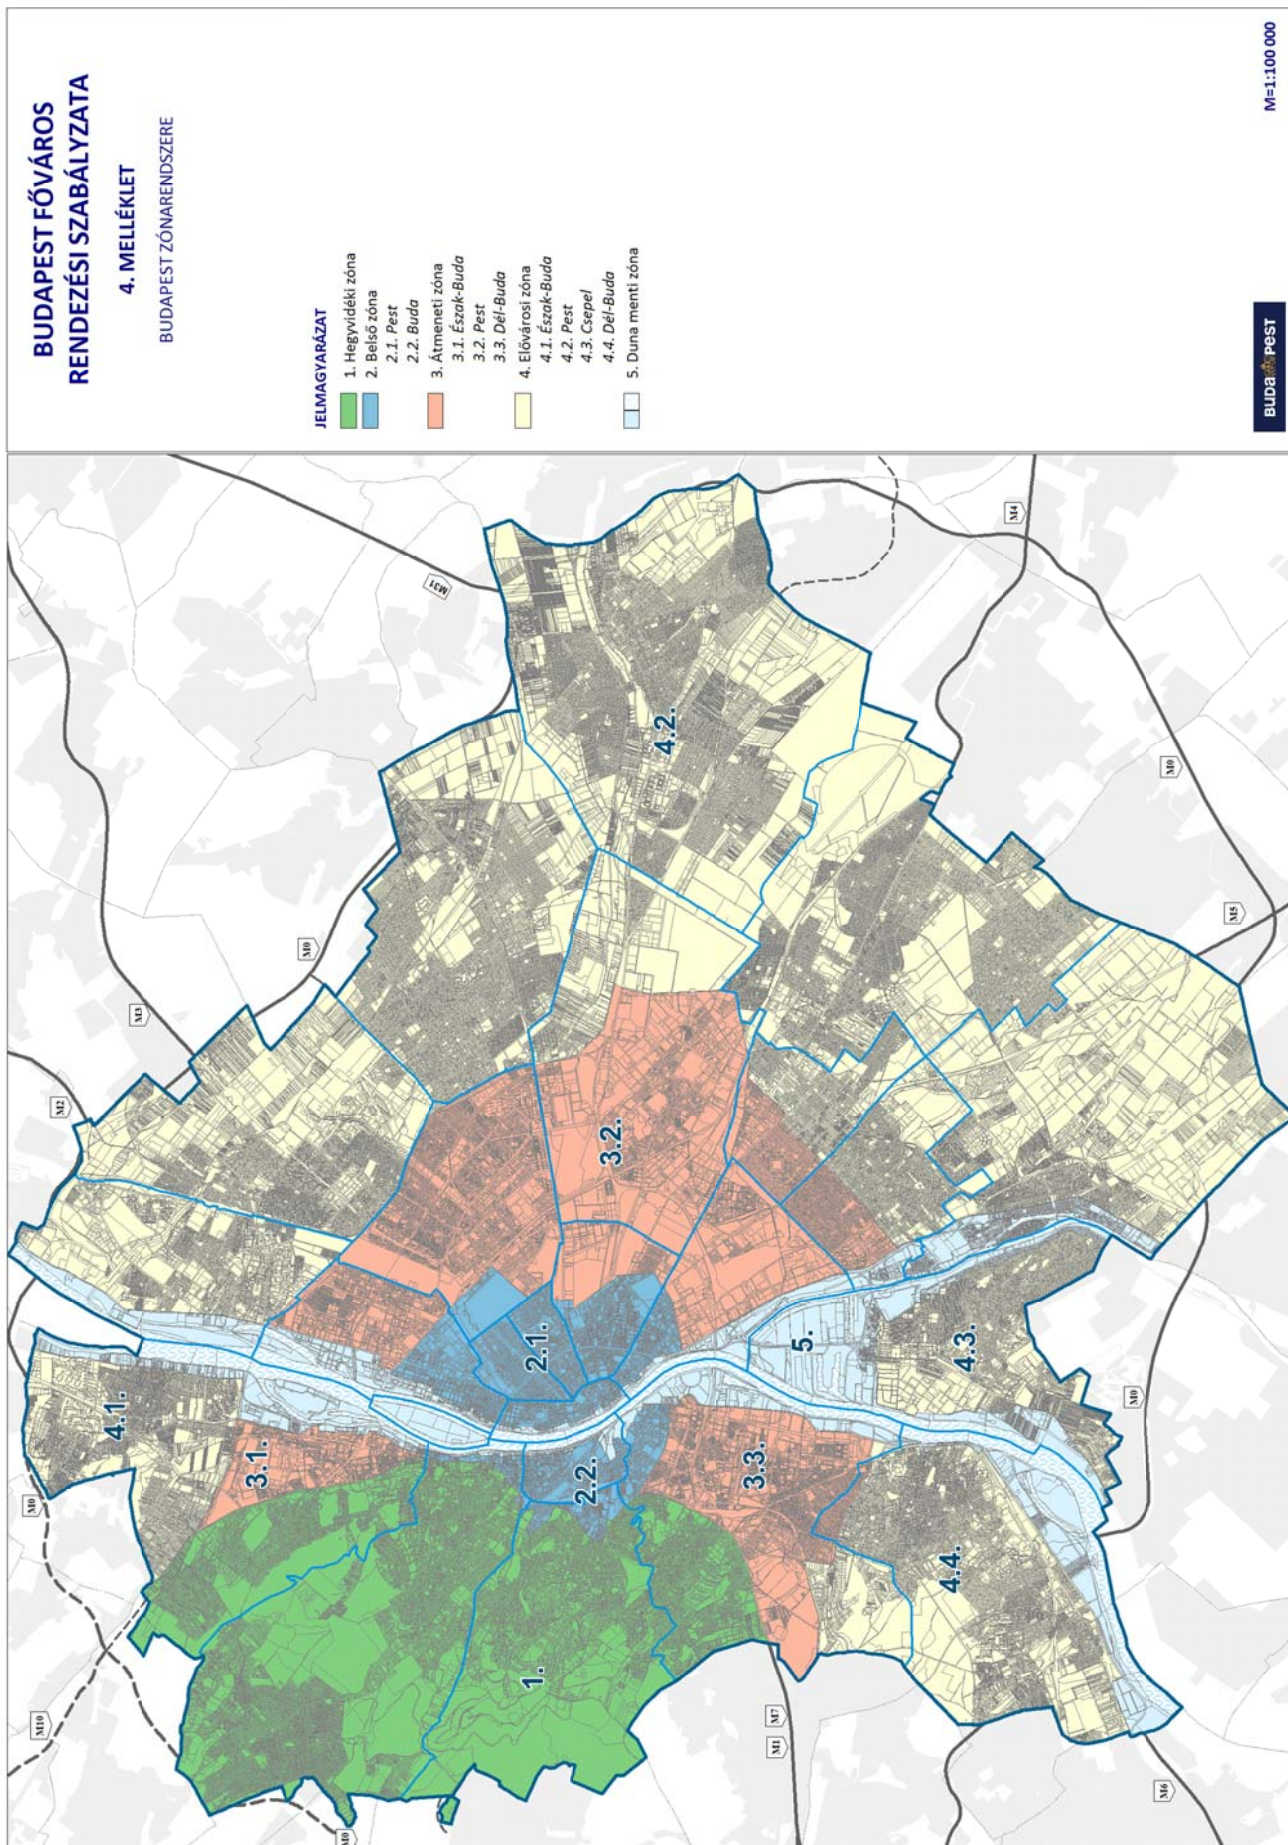 BUDAPEST FŐVÁROS
RENDEZÉSI SZABÁLYZATA
4. MELLÉKLET
BUDAPEST ZÓNARENDSZERE
JELMAGYARÁZAT
1. Hegyvidéki zóna
2. Belső zóna
2.1. Pest
2.2. Buda
3. Átmeneti zóna
3.1. Észak-Buda
3.2. Pest
3.3. Dél-Buda
4. Elővárosi zóna
4.1. Észak-Buda
4.2. Pest
4.3. Csepel
4.4. Dél-Buda
5. Duna menti zóna
BUDAPEST
M=1:100 000
M10
M0
M0
4.1.
3.1.
1.
M2
M3
M0
M31
2.1.
2.2.
3.2.
4.2.
3.3.
5.
4.3.
4.4.
M1
M7
M6
M0
M5
M0
M4